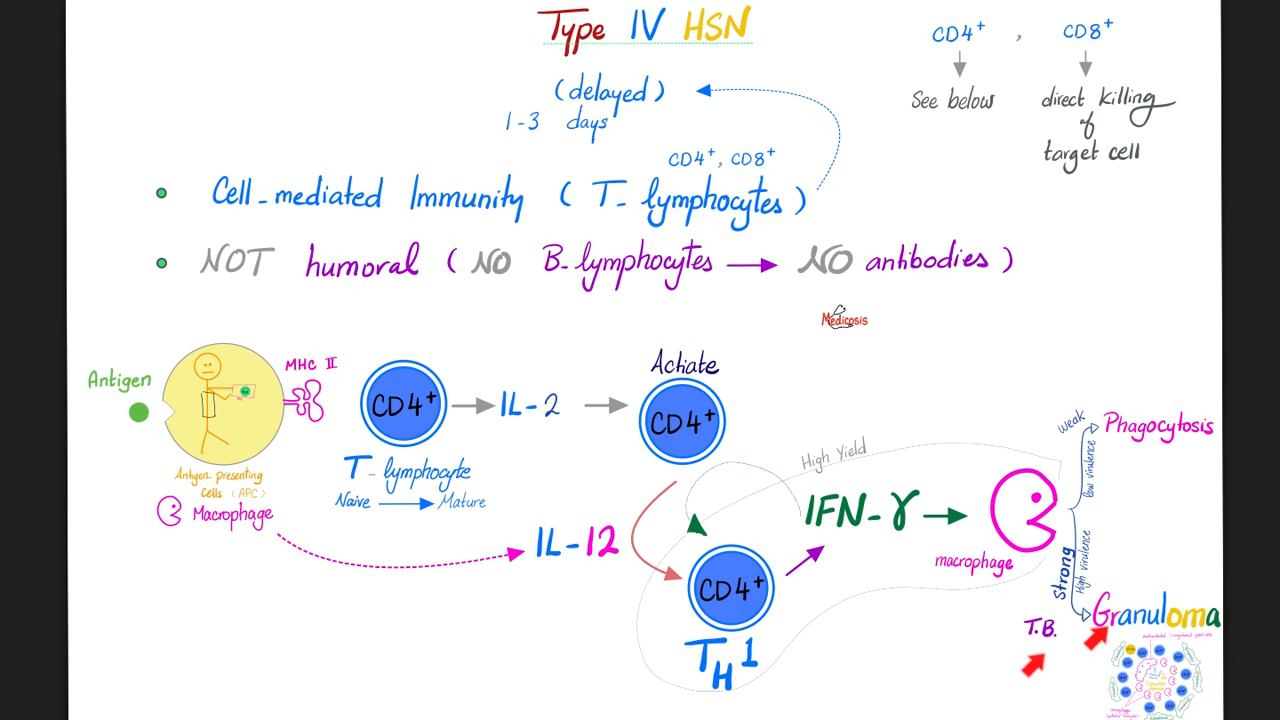 Type IV HSN
(delayed)
1-3 days
CD4+ , CD8+
See below
direct killing
of
target cell
CD4+, CD8+
• Cell-mediated Immunity ( T- lymphocytes )
• NOT humoral ( NO B-lymphocytes → NO antibodies )
Medicosis
Antigen
MHC II
CD4+ → IL-2 →
Activate
CD4+
Antigen-presenting
Cells (APC)
Macrophage
T-lymphocyte
Naive → Mature
IL-12
CD4+
TH1
High Yield
IFN-γ →
macrophage
weak
low virulence
Phagocytosis
Strong
High virulence
T.B.
Granuloma